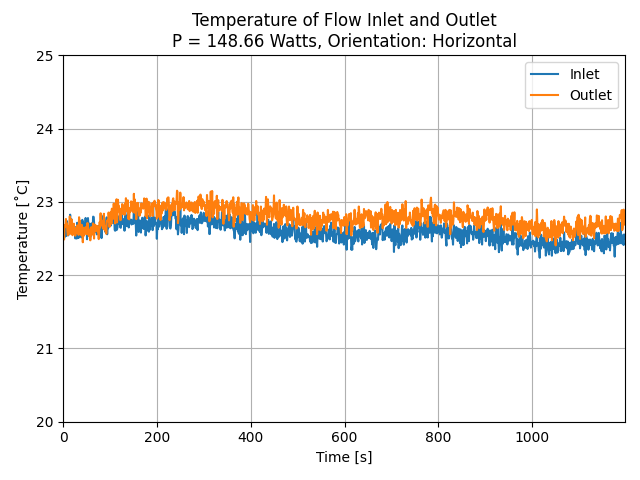 Temperature of Flow Inlet and Outlet
P = 148.66 Watts, Orientation: Horizontal
25
24
23
22
21
20
Temperature [˚C]
Inlet
Outlet
0 200 400 600 800 1000
Time [s]